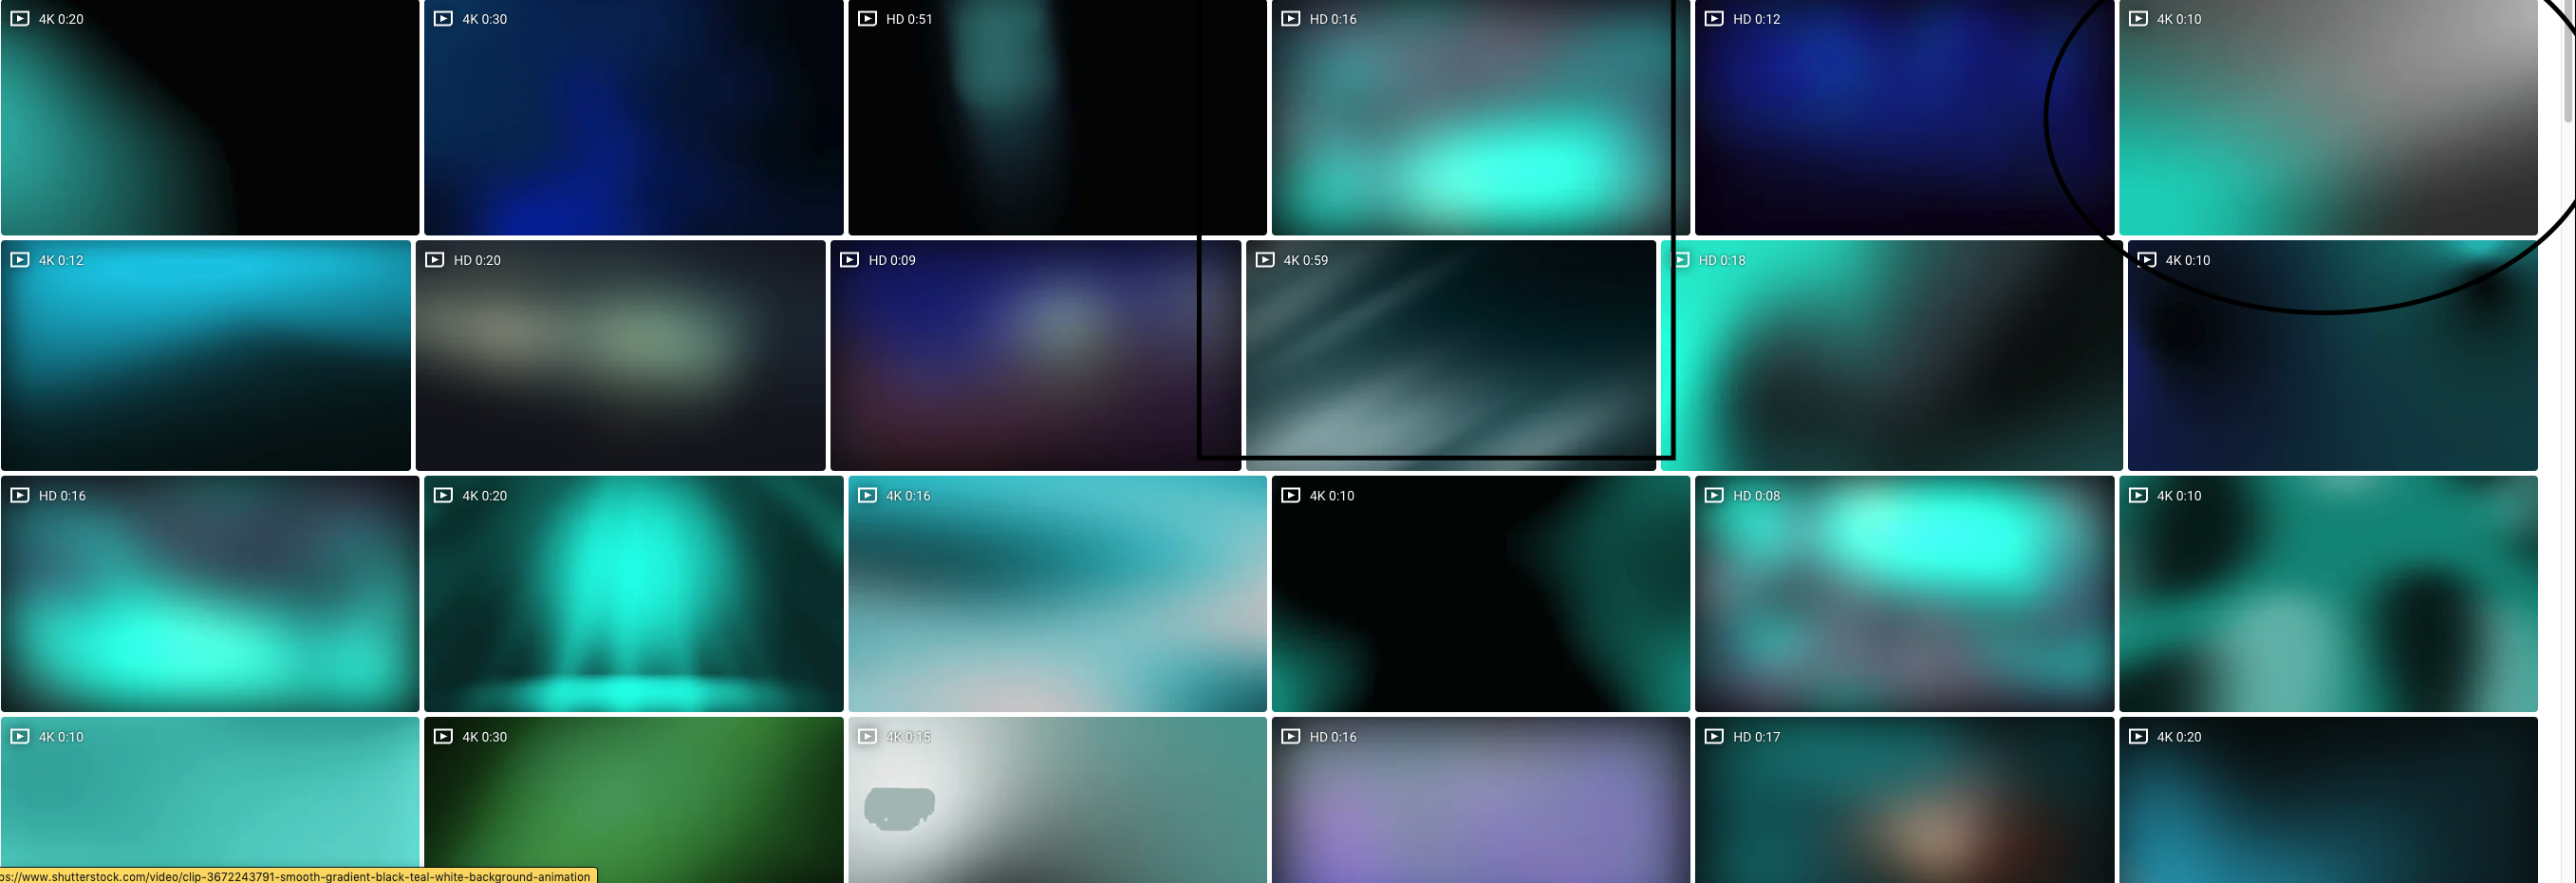 4K 0:20
4K 0:30
HD 0:51
HD 0:16
HD 0:12
4K 0:10
4K 0:12
HD 0:20
HD 0:09
4K 0:59
HD 0:18
4K 0:10
HD 0:16
4K 0:20
4K 0:16
4K 0:10
HD 0:08
4K 0:10
4K 0:10
4K 0:30
4K 0:15
HD 0:16
HD 0:17
4K 0:20
ps://www.shutterstock.com/video/clip-3672243791-smooth-gradient-black-teal-white-background-animation